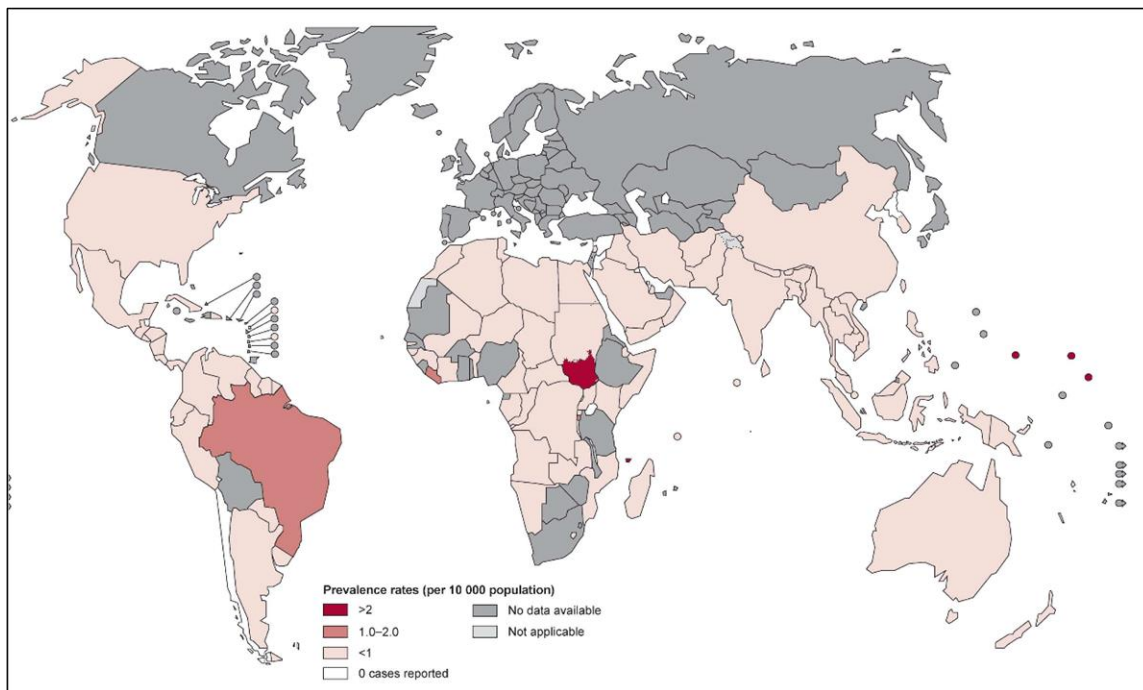 Prevalence rates (per 10 000 population)
>2
1.0–2.0
<1
0 cases reported
No data available
Not applicable